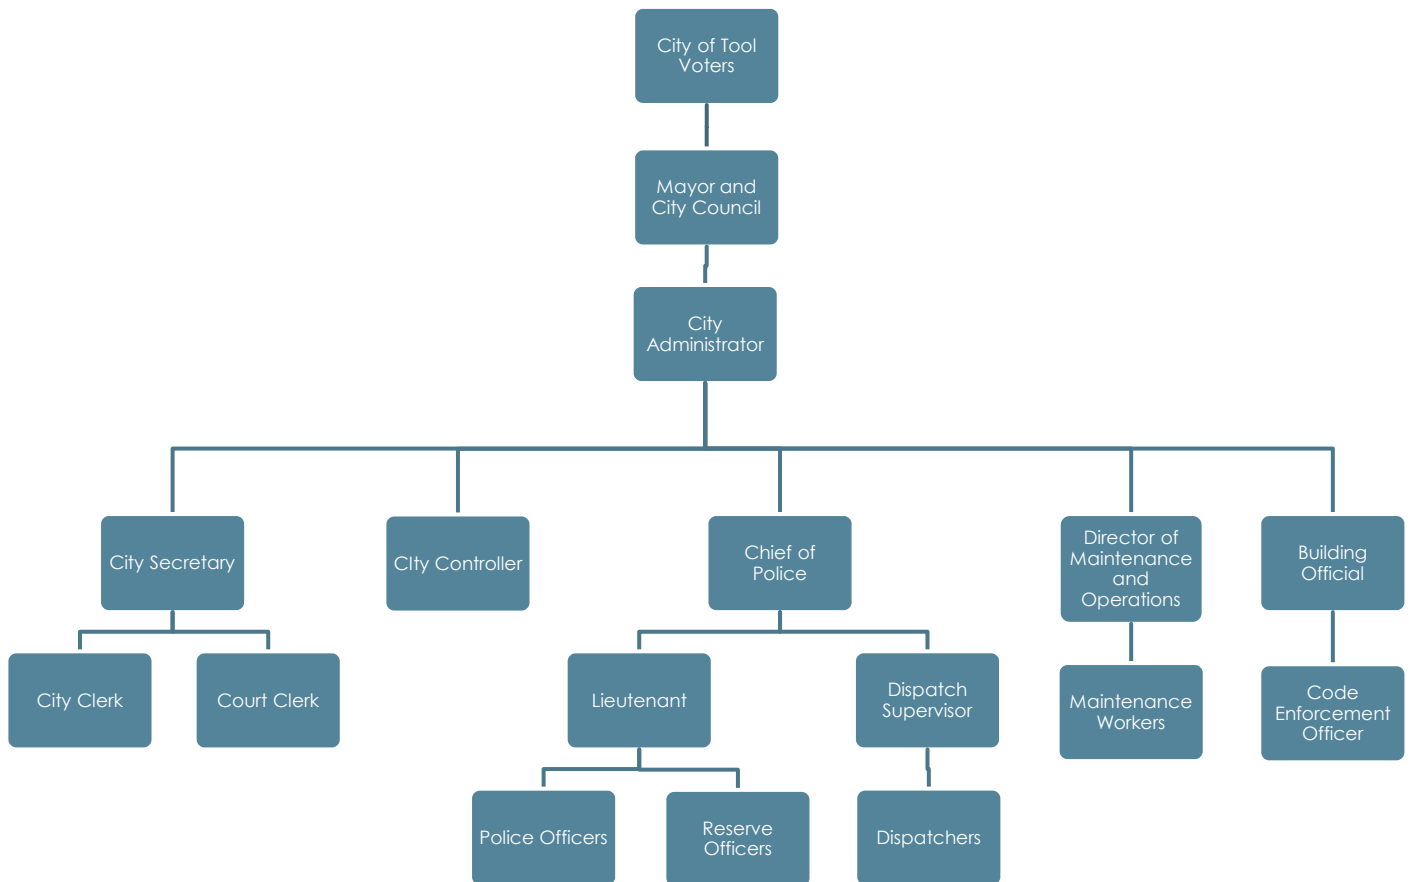 City of Tool
Voters
Mayor and
City Council
City
Administrator
City Secretary
CIty Controller
Chief of
Police
Director of
Maintenance
and
Operations
Building
Official
City Clerk
Court Clerk
Lieutenant
Dispatch
Supervisor
Maintenance
Workers
Code
Enforcement
Officer
Police Officers
Reserve
Officers
Dispatchers